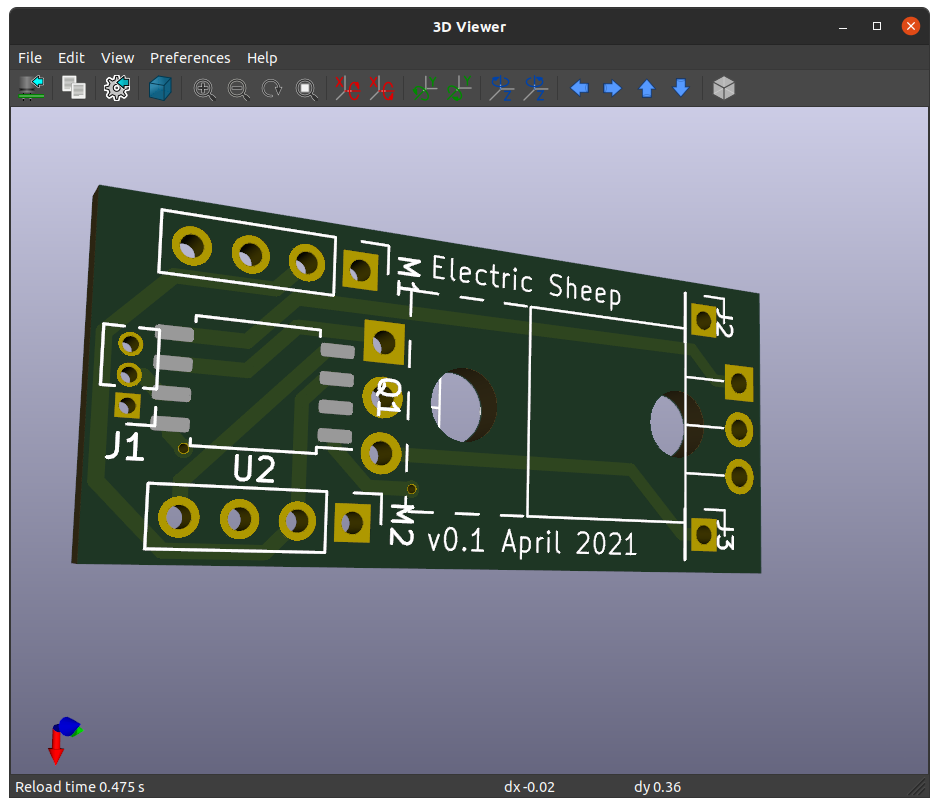 3D Viewer
File Edit View Preferences Help
M1
Electric Sheep
J2
Q1
J1
U2
M2
v0.1 April 2021
J3
Reload time 0.475 s dx -0.02 dy 0.36